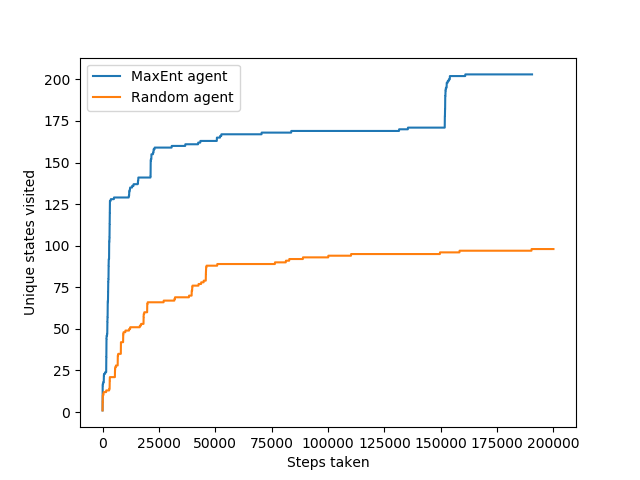 MaxEnt agent
Random agent
200
175
150
125
100
75
50
25
0
Unique states visited
0 25000 50000 75000 100000 125000 150000 175000 200000
Steps taken